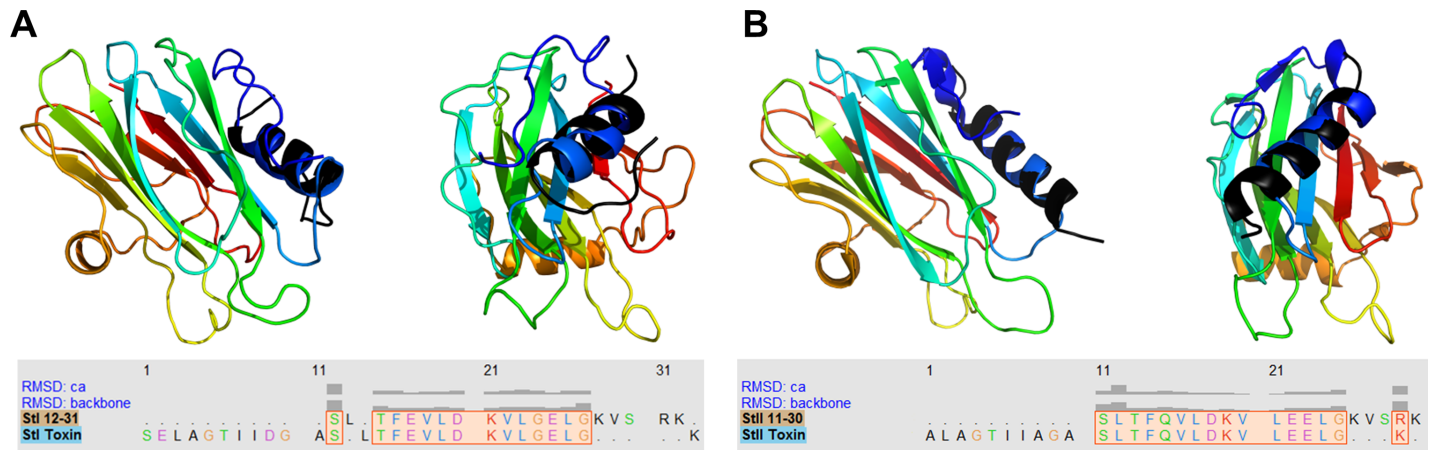 A
B
1 11 21 31
RMSD: ca
RMSD: backbone
StI 12-31 . . . . . . . . . . . S L . T F E V L D K V L G E L G K V S R K .
StI Toxin S E L A G T I I D G A S . L T F E V L D K V L G E L G . . . . . K
1 11 21
RMSD: ca
RMSD: backbone
StII 11-30 . . . . . . . . . . S L T F Q V L D K V L E E L G K V S R K .
StII Toxin A L A G T I I A G A S L T F Q V L D K V L E E L G . . . K .